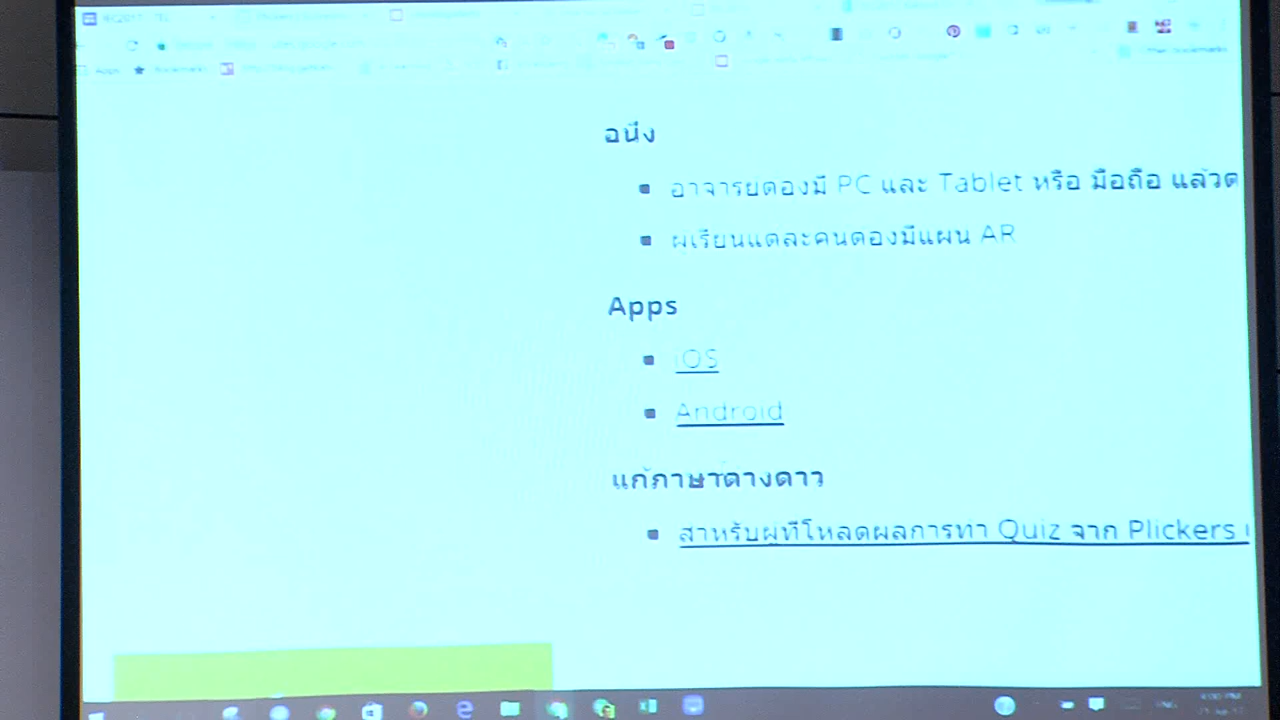 อนึ่ง
อาจารย์ต้องมี PC และ Tablet หรือ มือถือ แล้วต
ผู้เรียนแต่ละคนต้องมีแผ่น AR
Apps
iOS
Android
แก้ภาษาต่างดาว
สำหรับผู้ที่โหลดผลการทำ Quiz จาก Plickers